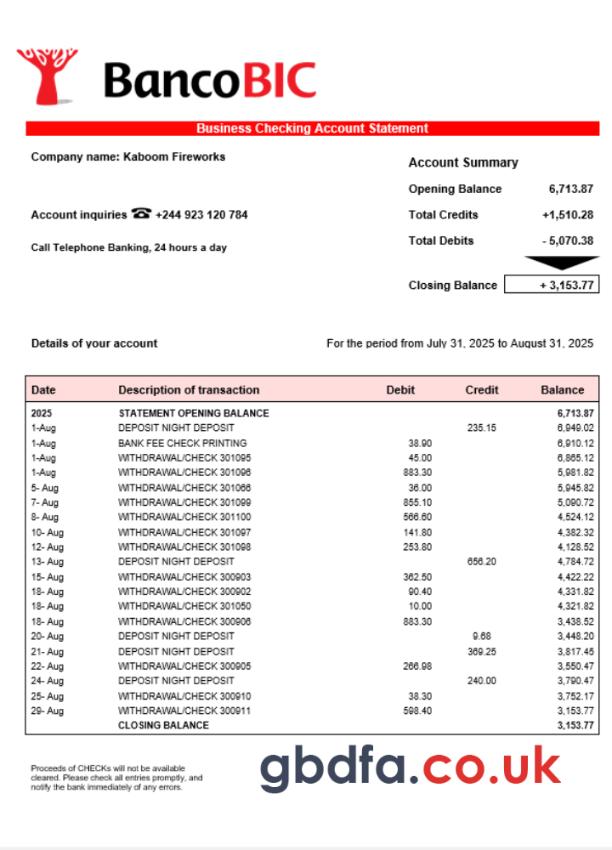 BancoBIC
Business Checking Account Statement
Company name: Kaboom Fireworks
Account inquiries ☎ +244 923 120 784
Call Telephone Banking, 24 hours a day
Account Summary
Opening Balance 6,713.87
Total Credits +1,510.28
Total Debits - 5,070.38
Closing Balance + 3,153.77
Details of your account For the period from July 31, 2025 to August 31, 2025
Date Description of transaction Debit Credit Balance
2025 STATEMENT OPENING BALANCE 6,713.87
1-Aug DEPOSIT NIGHT DEPOSIT 235.15 6,949.02
1-Aug BANK FEE CHECK PRINTING 38.90 6,910.12
1-Aug WITHDRAWAL/CHECK 301095 45.00 6,865.12
1-Aug WITHDRAWAL/CHECK 301096 883.30 5,981.82
5- Aug WITHDRAWAL/CHECK 301066 36.00 5,945.82
7- Aug WITHDRAWAL/CHECK 301099 855.10 5,090.72
8- Aug WITHDRAWAL/CHECK 301100 566.60 4,524.12
10- Aug WITHDRAWAL/CHECK 301097 141.80 4,382.32
12- Aug WITHDRAWAL/CHECK 301098 253.80 4,128.52
13- Aug DEPOSIT NIGHT DEPOSIT 656.20 4,784.72
15- Aug WITHDRAWAL/CHECK 300903 362.50 4,422.22
18- Aug WITHDRAWAL/CHECK 300902 90.40 4,331.82
18- Aug WITHDRAWAL/CHECK 301050 10.00 4,321.82
18- Aug WITHDRAWAL/CHECK 300906 883.30 3,438.52
20- Aug DEPOSIT NIGHT DEPOSIT 9.68 3,448.20
21- Aug DEPOSIT NIGHT DEPOSIT 369.25 3,817.45
22- Aug WITHDRAWAL/CHECK 300905 266.98 3,550.47
24- Aug DEPOSIT NIGHT DEPOSIT 240.00 3,790.47
25- Aug WITHDRAWAL/CHECK 300910 38.30 3,752.17
29- Aug WITHDRAWAL/CHECK 300911 598.40 3,153.77
CLOSING BALANCE 3,153.77
Proceeds of CHECKs will not be available
cleared. Please check all entries promptly, and
notify the bank immediately of any errors.
gbdfa.co.uk